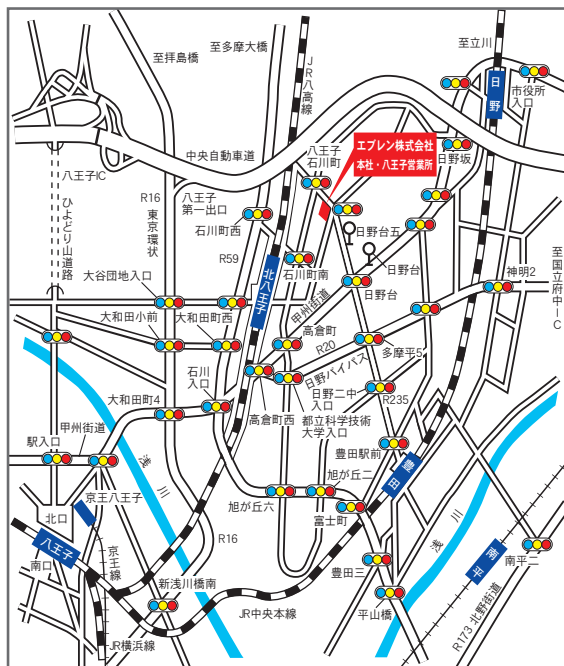 至拝島橋
至多摩大橋
JR八高線
至立川
日野
市役所
入口
中央自動車道
八王子
石川町
エブレン株式会社
本社・八王子営業所
日野坂
八王子IC
ひよどり山道路
R16
東京環状
八王子
第一出口
石川町西
日野台五
日野台
石川町南
R59
北八王子
甲州街道
日野台
神明2
至国立府中IC
大谷団地入口
大和田小前
大和田町西
高倉町
R20
日野バイパス
多摩平5
石川
入口
日野二中
入口
R235
大和田町4
高倉町西
都立科学技術
大学入口
甲州街道
駅入口
浅川
豊田駅前
豊田
旭が丘二
旭が丘六
富士町
京王八王子
北口
八王子
南口
京王線
R16
新浅川橋南
JR中央本線
JR横浜線
豊田三
平山橋
浅川
南平
南平二
R173 北野街道